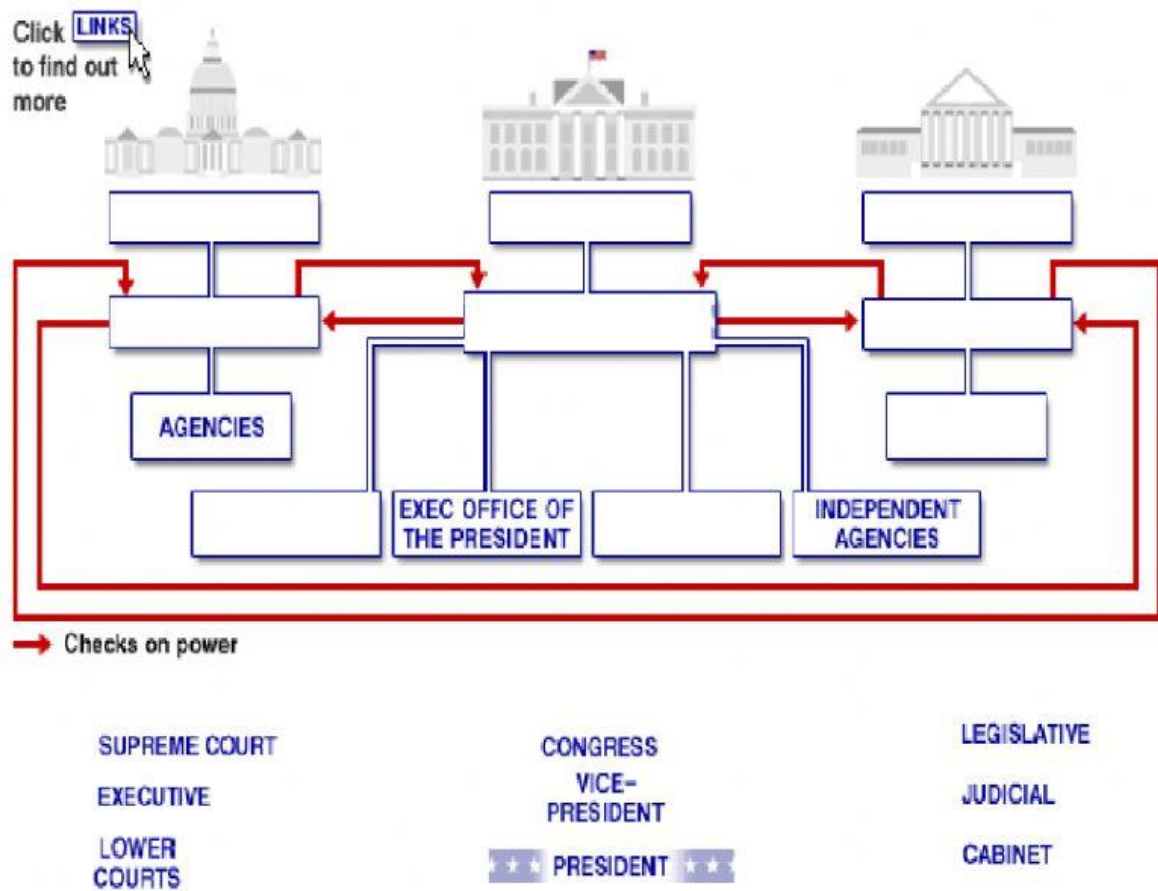 Click LINKS
to find out
more
AGENCIES
EXEC OFFICE OF
THE PRESIDENT
INDEPENDENT
AGENCIES
Checks on power
SUPREME COURT
EXECUTIVE
LOWER
COURTS
CONGRESS
VICE-
PRESIDENT
PRESIDENT
LEGISLATIVE
JUDICIAL
CABINET